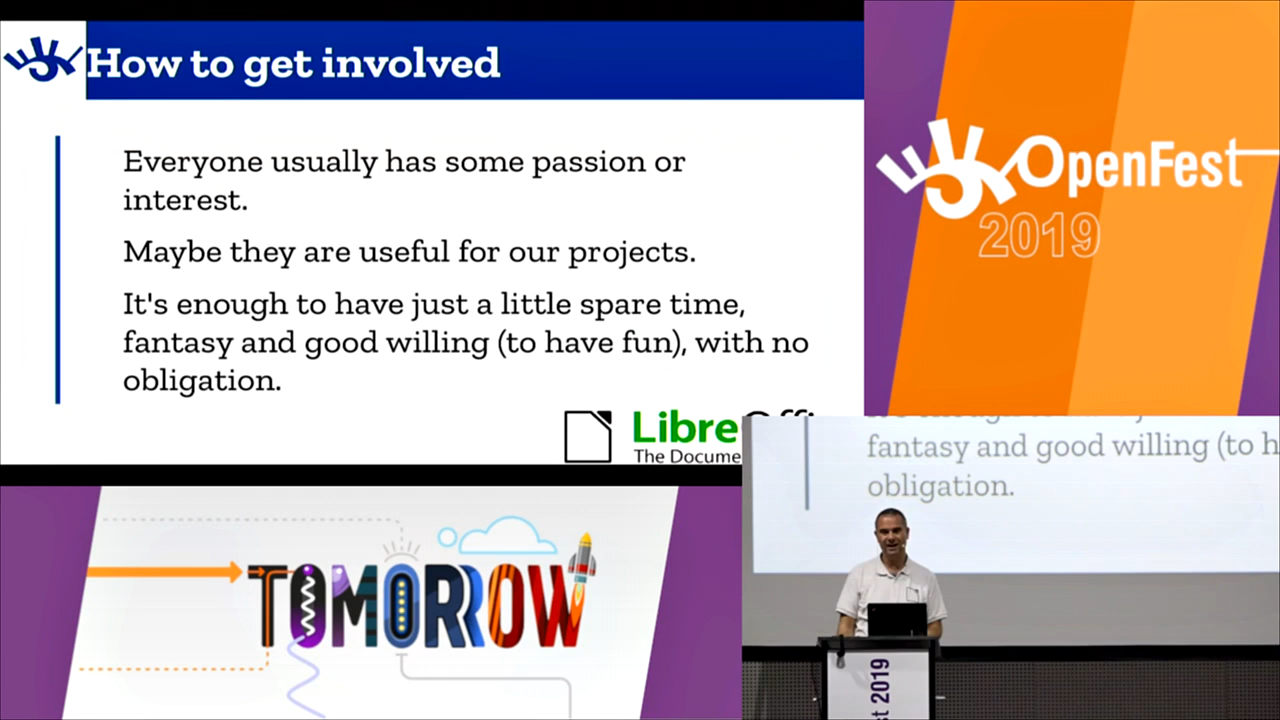 How to get involved
Everyone usually has some passion or
interest.
Maybe they are useful for our projects.
It's enough to have just a little spare time,
fantasy and good willing (to have fun), with no
obligation.
Libre
The Docume
OpenFest
2019
TOMORROW
fantasy and good willing (to h
obligation.
st 2019